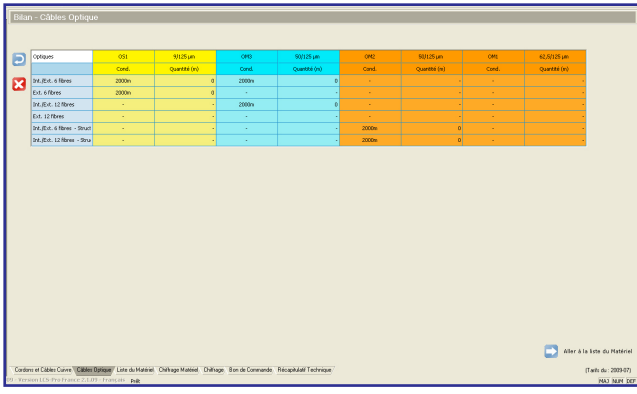 Bilan - Câbles Optique
Optiques OS1 9/125 µm OM3 50/125 µm OM2 50/125 µm OM1 62,5/125 µm
Cond. Quantité (m) Cond. Quantité (m) Cond. Quantité (m) Cond. Quantité (m)
Int./Ext. 6 fibres 2000m 0 2000m 0 - - - -
Ext. 6 fibres 2000m 0 - - - - - -
Int./Ext. 12 fibres - - 2000m 0 - - - -
Ext. 12 fibres - - - - - - - -
Int./Ext. 6 fibres - Struct - - - - 2000m 0 - -
Int./Ext. 12 fibres - Stru - - - - 2000m 0 - -
Aller à la liste du Matériel
Cordons et Câbles Cuivre Câbles Optique Liste du Matériel Chiffrage Matériel Chiffrage Bon de Commande Récapitulatif Technique (Tarifs du : 2009-07)
Prêt MAJ NUM DEF